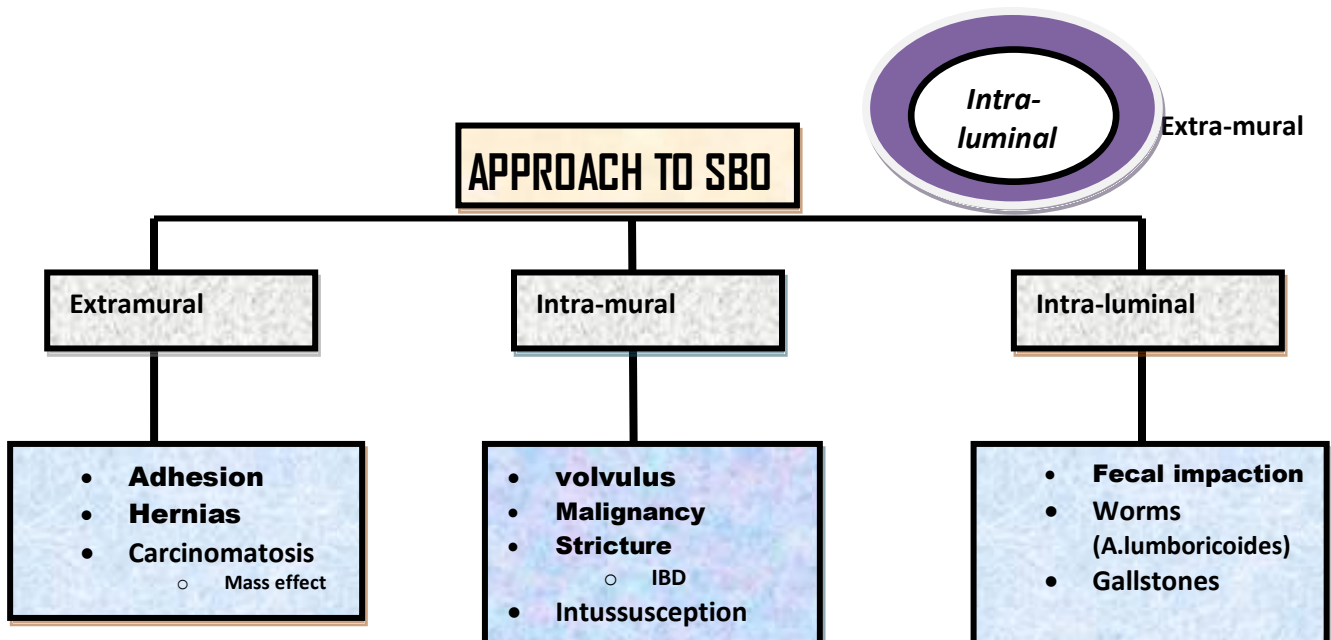 Intra-
luminal
Extra-mural
APPROACH TO SBO
Extramural
Intra-mural
Intra-luminal
• Adhesion
• Hernias
• Carcinomatosis
○ Mass effect
• volvulus
• Malignancy
• Stricture
○ IBD
• Intussusception
• Fecal impaction
• Worms
(A.lumboricoides)
• Gallstones